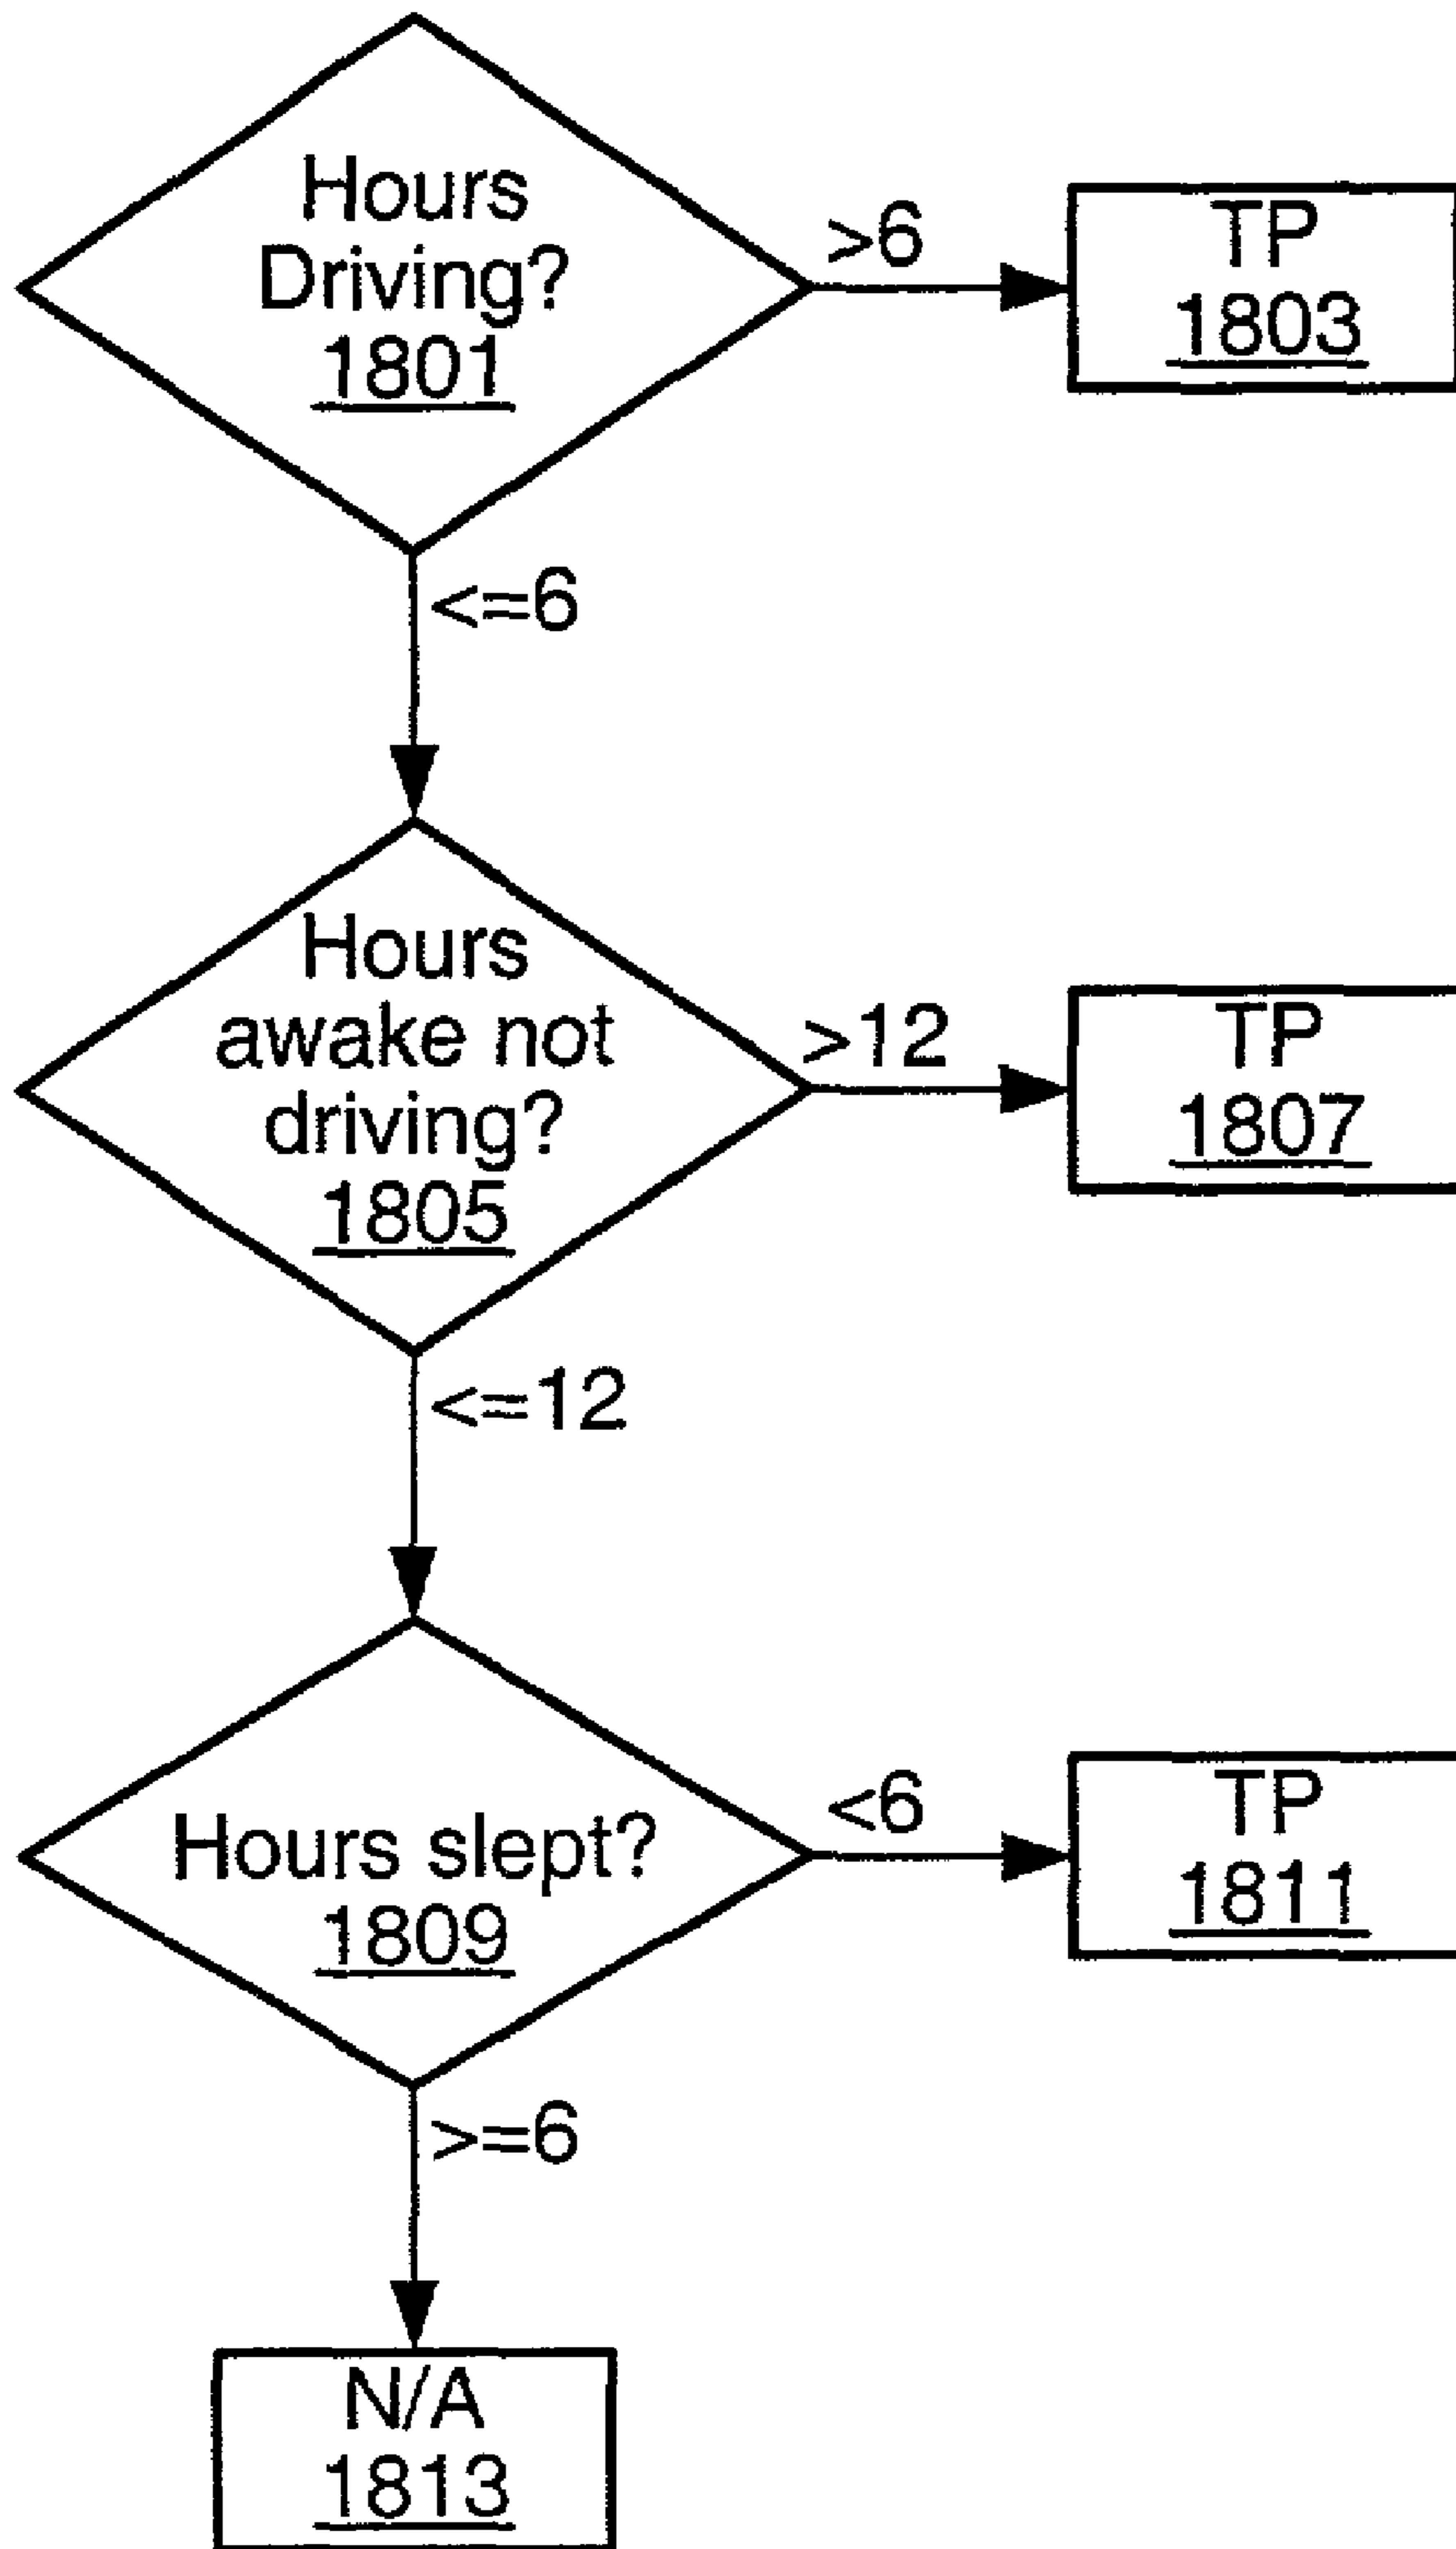 Hours
Driving?
1801
>6
TP
1803
<=6
Hours
awake not
driving?
1805
>12
TP
1807
<=12
Hours slept?
1809
<6
TP
1811
>=6
N/A
1813